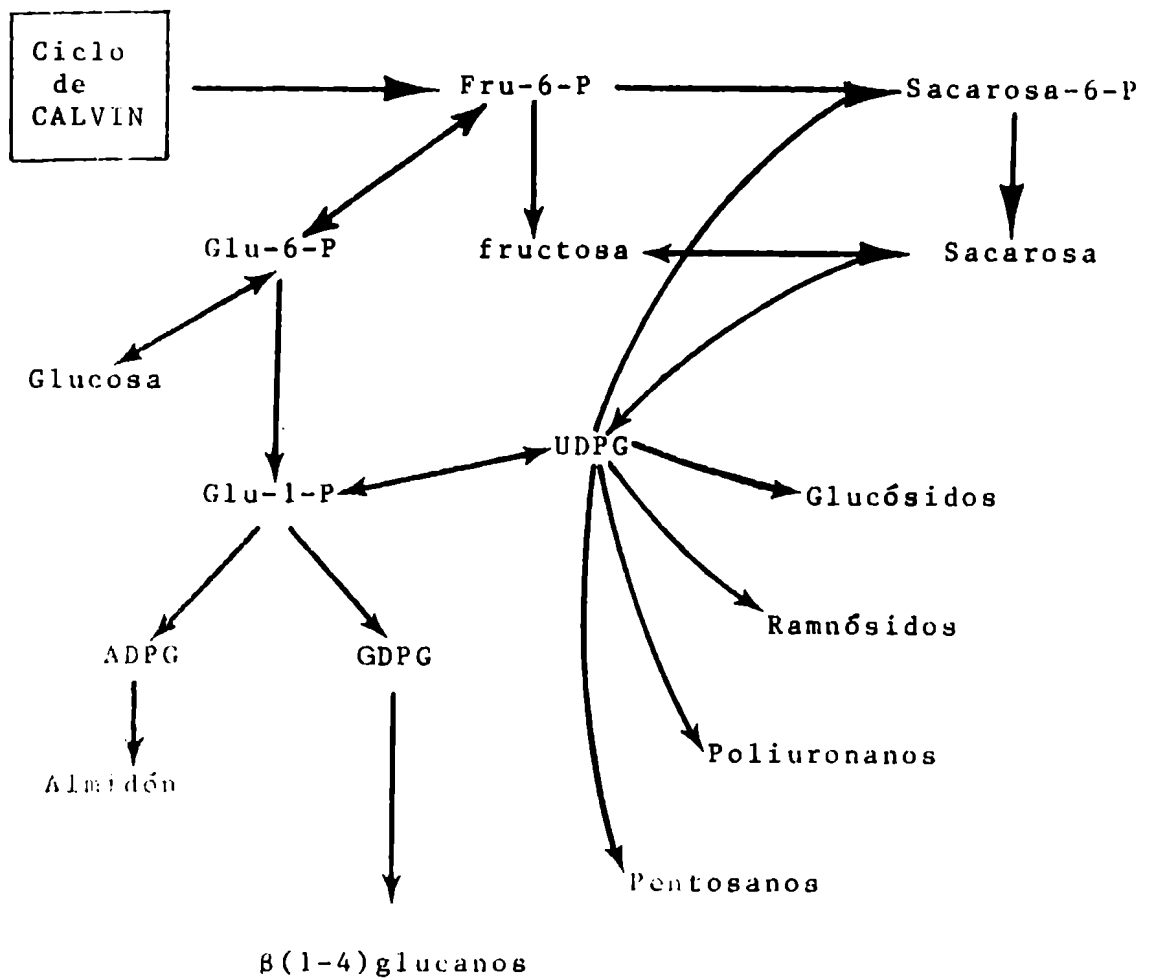 Ciclo
de
CALVIN
Fru-6-P
Sacarosa-6-P
Glu-6-P
fructosa
Sacarosa
Glucosa
UDPG
Glu-1-P
Glucósidos
Ramnósidos
ADPG
GDPG
Poliuronanos
Almidón
Pentosanos
β(1-4)glucanos